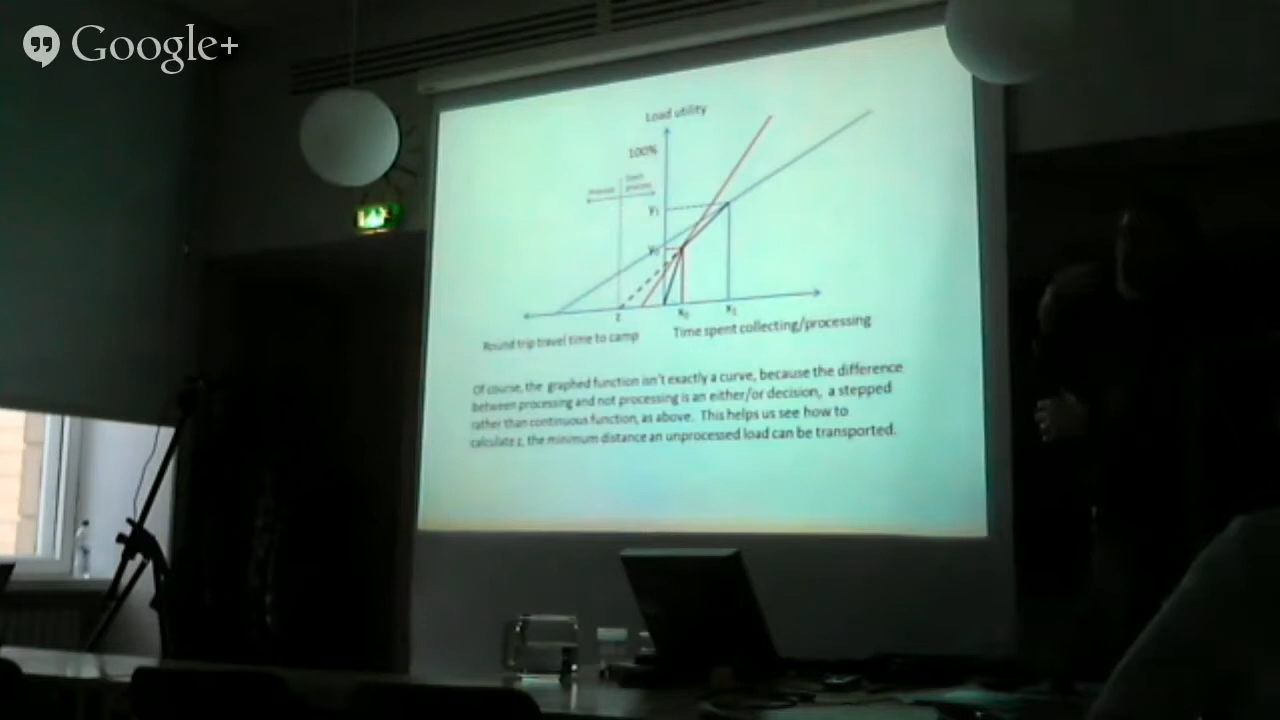 Google+
Load utility
100%
Process
y₁
y₀
z
x₀
x₁
Round trip travel time to camp
Time spent collecting/processing
Of course, the graphed function isn't exactly a curve, because the difference
between processing and not processing is an either/or decision, a stepped
rather than continuous function, as above. This helps us see how to
calculate z, the minimum distance an unprocessed load can be transported.